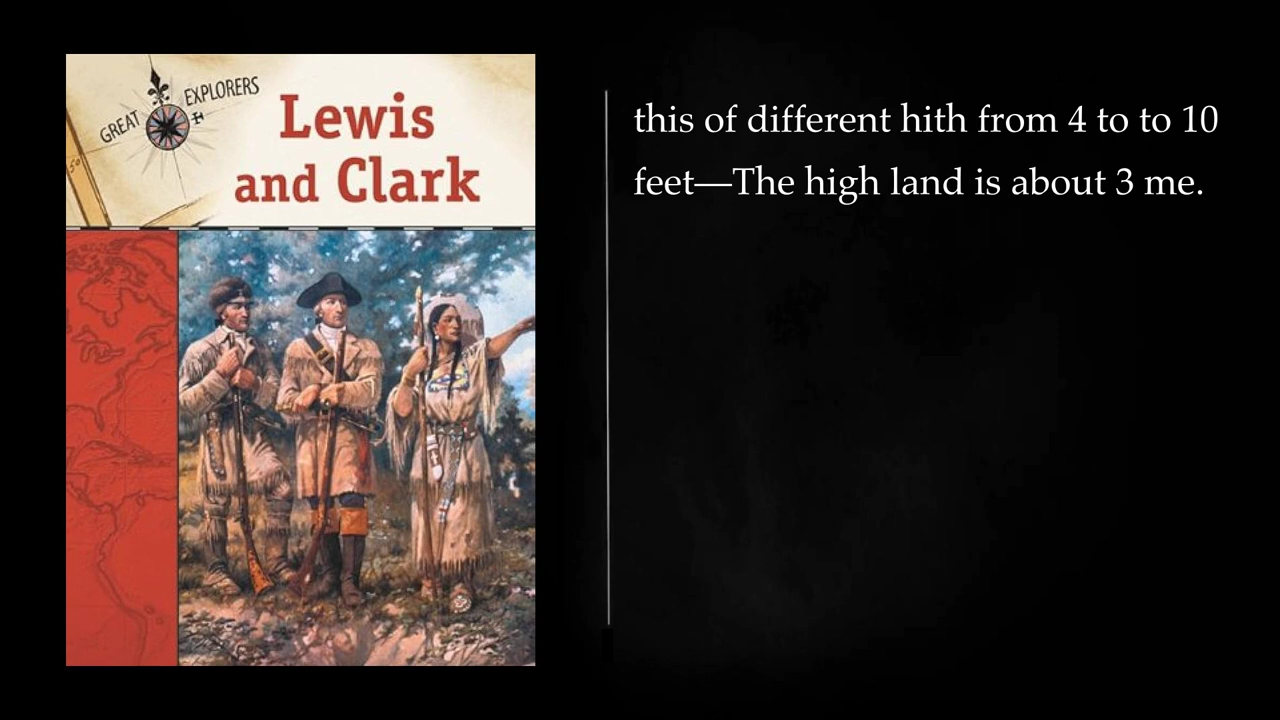 GREAT EXPLORERS
Lewis
and Clark
this of different hith from 4 to to 10
feet—The high land is about 3 me.